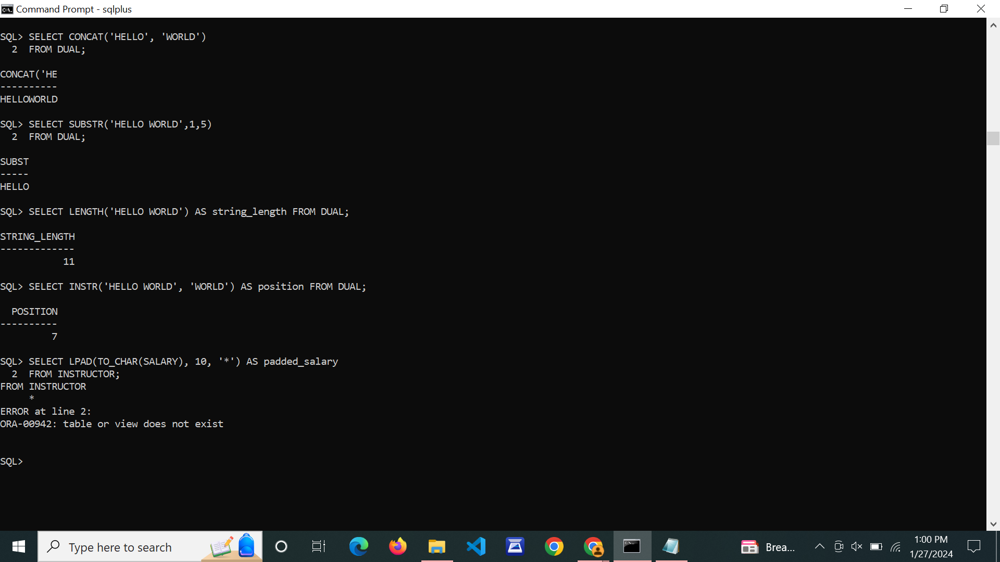 Command Prompt - sqlplus
SQL> SELECT CONCAT('HELLO', 'WORLD')
  2  FROM DUAL;
CONCAT('HE
----------
HELLOWORLD
SQL> SELECT SUBSTR('HELLO WORLD',1,5)
  2  FROM DUAL;
SUBST
-----
HELLO
SQL> SELECT LENGTH('HELLO WORLD') AS string_length FROM DUAL;
STRING_LENGTH
-------------
           11
SQL> SELECT INSTR('HELLO WORLD', 'WORLD') AS position FROM DUAL;
  POSITION
----------
         7
SQL> SELECT LPAD(TO_CHAR(SALARY), 10, '*') AS padded_salary
  2  FROM INSTRUCTOR;
FROM INSTRUCTOR
     *
ERROR at line 2:
ORA-00942: table or view does not exist
SQL>
Type here to search
Brea...
1:00 PM
1/27/2024